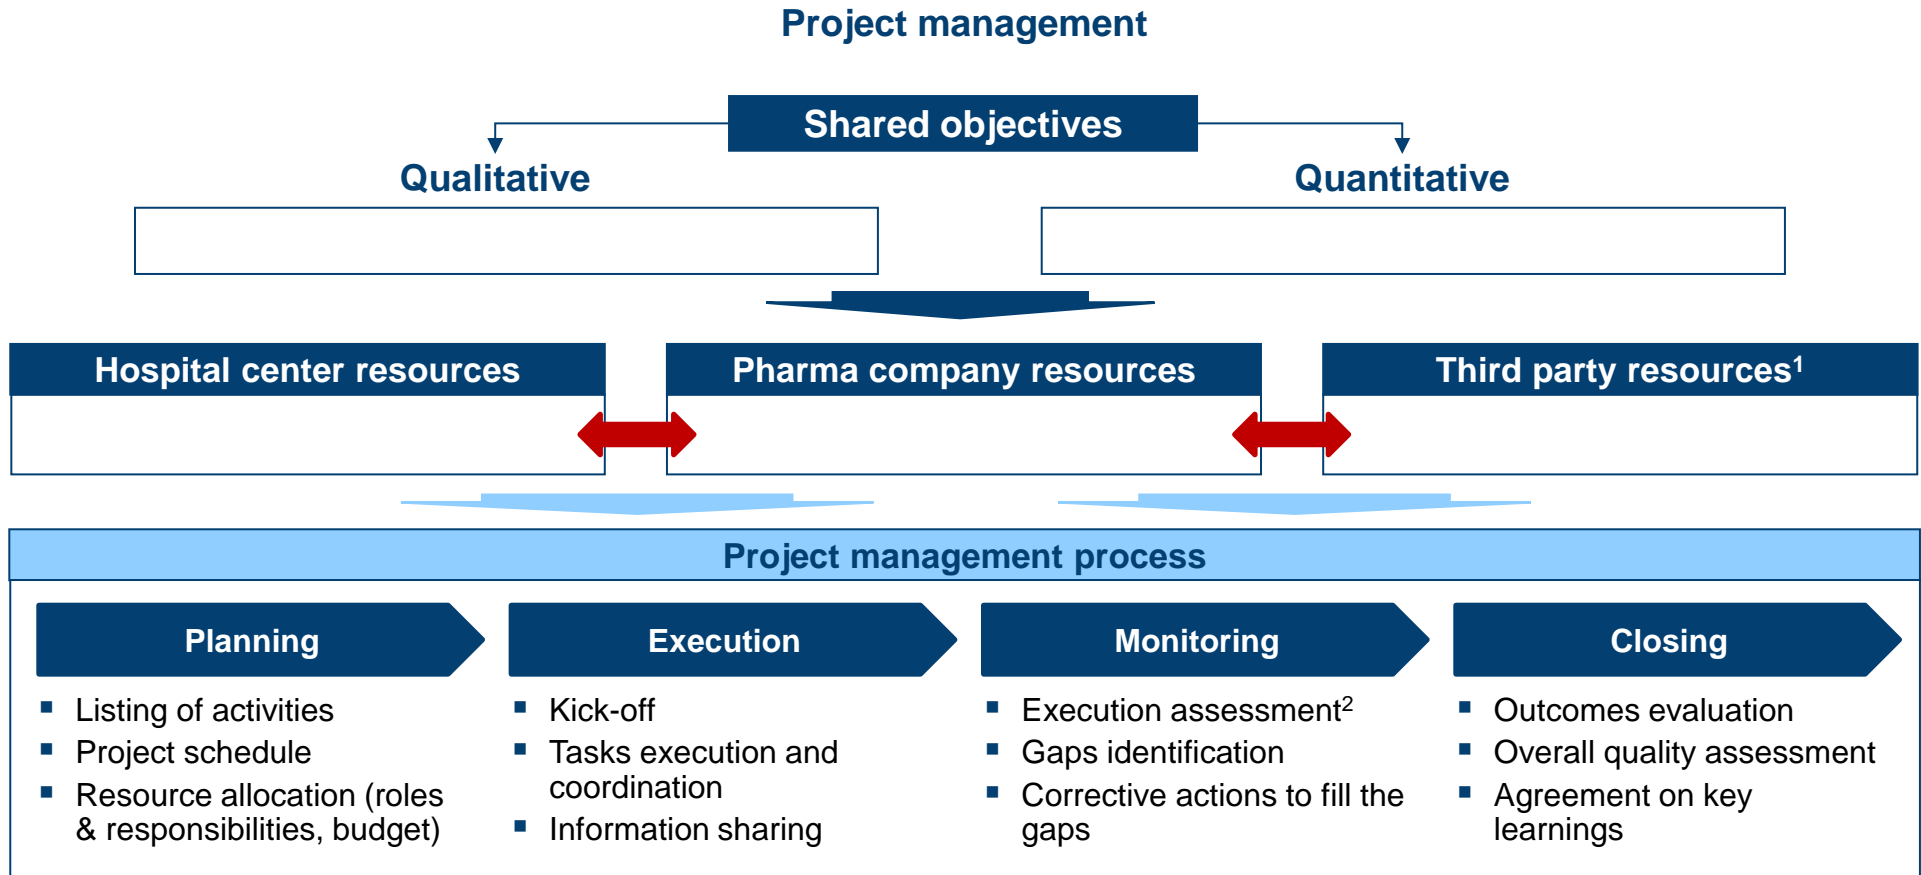 Project management
Shared objectives
Qualitative
Quantitative
Hospital center resources
Pharma company resources
Third party resources¹
Project management process
Planning
▪ Listing of activities
▪ Project schedule
▪ Resource allocation (roles
& responsibilities, budget)
Execution
▪ Kick-off
▪ Tasks execution and
coordination
▪ Information sharing
Monitoring
▪ Execution assessment²
▪ Gaps identification
▪ Corrective actions to fill the
gaps
Closing
▪ Outcomes evaluation
▪ Overall quality assessment
▪ Agreement on key
learnings